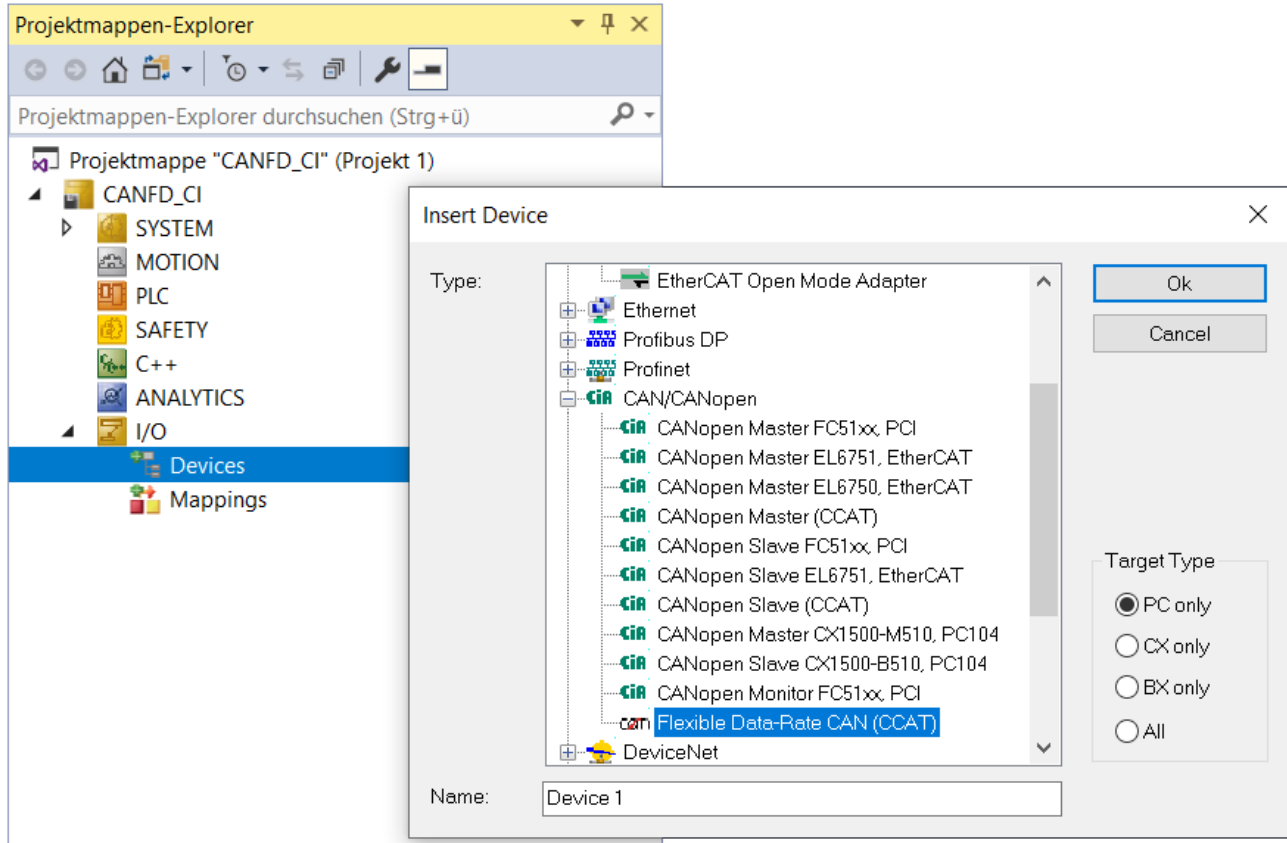 Projektmappen-Explorer
Projektmappen-Explorer durchsuchen (Strg+ü)
Projektmappe "CANFD_CI" (Projekt 1)
CANFD_CI
SYSTEM
MOTION
PLC
SAFETY
C++
ANALYTICS
I/O
Devices
Mappings
Insert Device
Type:
EtherCAT Open Mode Adapter
Ethernet
Profibus DP
Profinet
CAN/CANopen
CANopen Master FC51xx, PCI
CANopen Master EL6751, EtherCAT
CANopen Master EL6750, EtherCAT
CANopen Master (CCAT)
CANopen Slave FC51xx, PCI
CANopen Slave EL6751, EtherCAT
CANopen Slave (CCAT)
CANopen Master CX1500-M510, PC104
CANopen Slave CX1500-B510, PC104
CANopen Monitor FC51xx, PCI
Flexible Data-Rate CAN (CCAT)
DeviceNet
Ok
Cancel
Target Type
PC only
CX only
BX only
All
Name:
Device 1